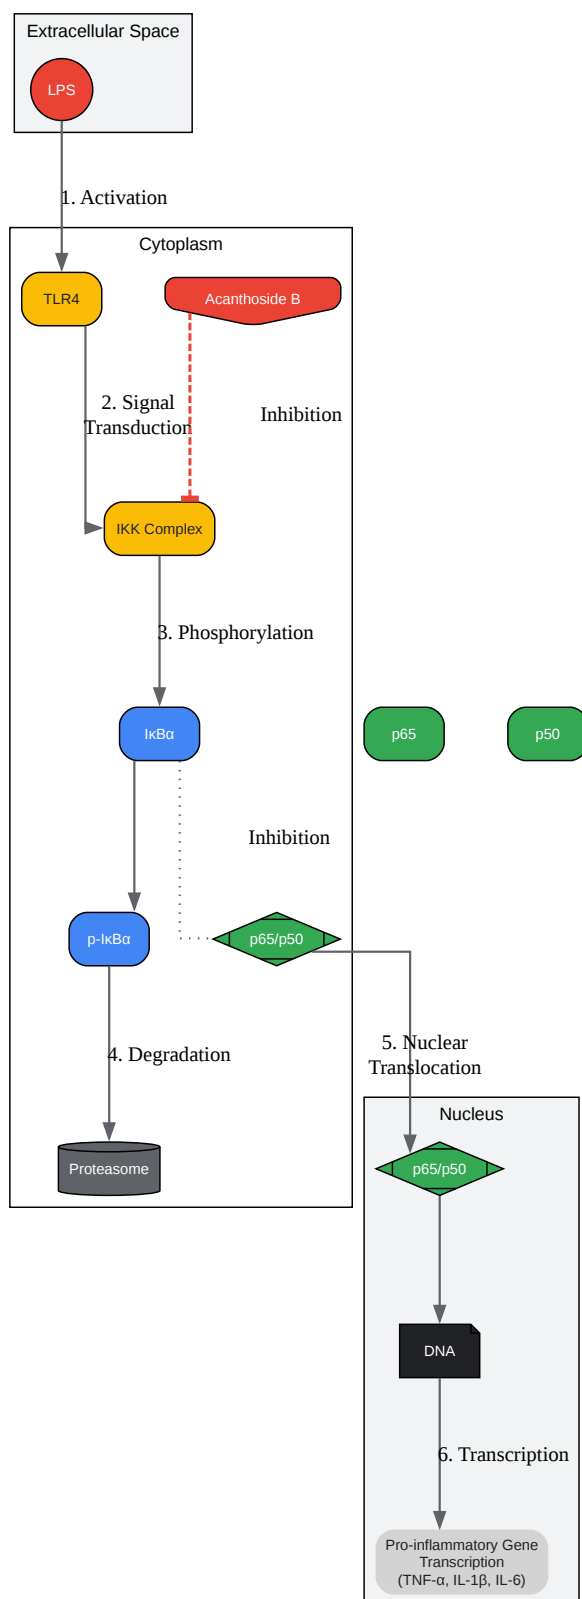 Extracellular Space
LPS
1. Activation
Cytoplasm
TLR4
Acanthoside B
2. Signal
Transduction
Inhibition
IKK Complex
3. Phosphorylation
IκBα
p65
p50
Inhibition
p-IκBα
p65/p50
4. Degradation
5. Nuclear
Translocation
Nucleus
Proteasome
p65/p50
DNA
6. Transcription
Pro-inflammatory Gene
Transcription
(TNF-α, IL-1β, IL-6)